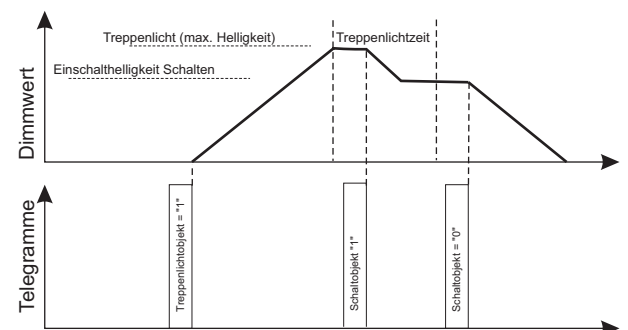 Treppenlicht (max. Helligkeit)
Treppenlichtzeit
Einschalthelligkeit Schalten
Dimmwert
Telegramme
Treppenlichtobjekt = "1"
Schaltobjekt "1"
Schaltobjekt = "0"